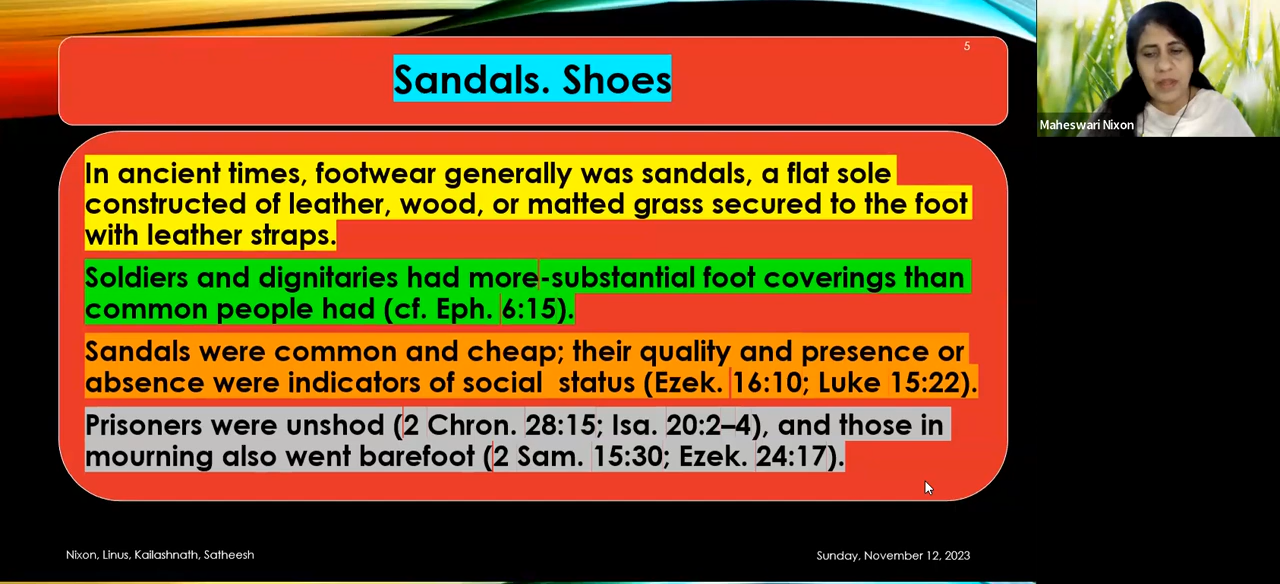 5
Sandals. Shoes
Maheswari Nixon
In ancient times, footwear generally was sandals, a flat sole
constructed of leather, wood, or matted grass secured to the foot
with leather straps.
Soldiers and dignitaries had more-substantial foot coverings than
common people had (cf. Eph. 6:15).
Sandals were common and cheap; their quality and presence or
absence were indicators of social  status (Ezek. 16:10; Luke 15:22).
Prisoners were unshod (2 Chron. 28:15; Isa. 20:2–4), and those in
mourning also went barefoot (2 Sam. 15:30; Ezek. 24:17).
Nixon, Linus, Kailashnath, Satheesh
Sunday, November 12, 2023